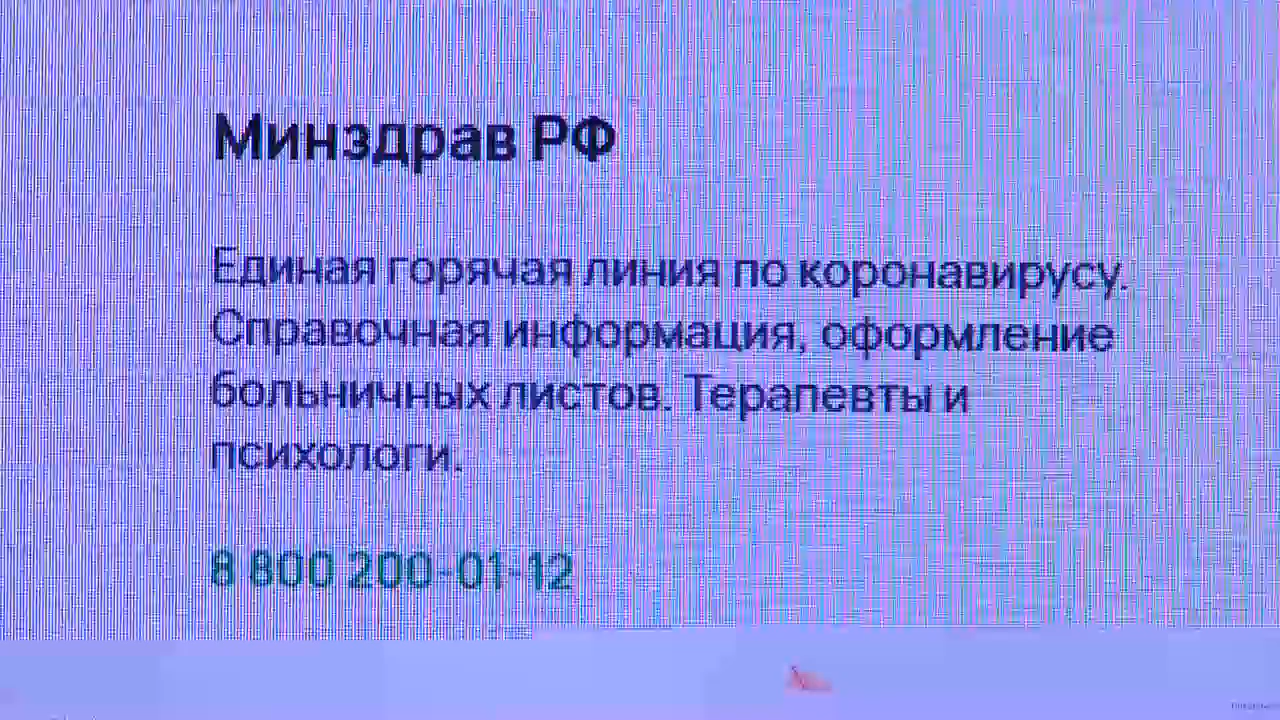 Минздрав РФ
Единая горячая линия по коронавирусу.
Справочная информация, оформление
больничных листов. Терапевты и
психологи.
8 800 200-01-12